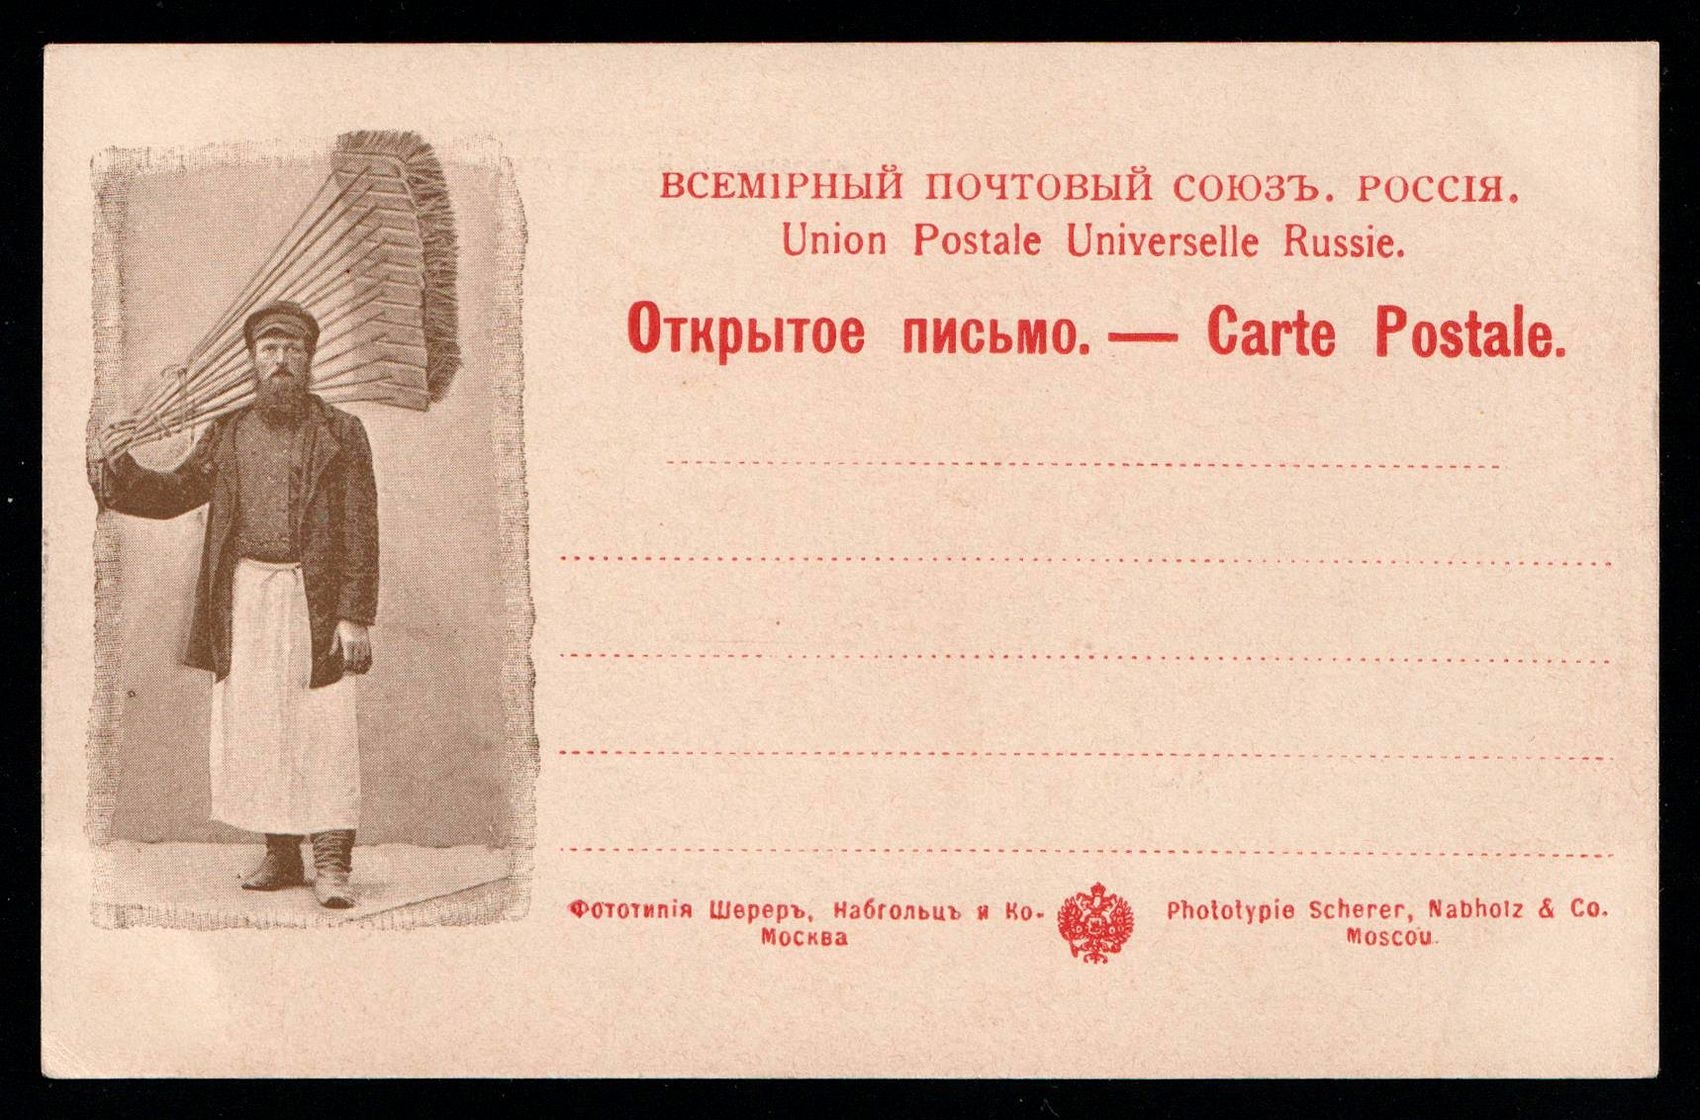 ВСЕМІРНЫЙ ПОЧТОВЫЙ СОЮЗЪ. РОССІЯ.
Union Postale Universelle Russie.
Открытое письмо. — Carte Postale.
Фототипія Шереръ, Набгольцъ и Ко-
Москва
Phototypie Scherer, Nabholz & Co.
Moscou.